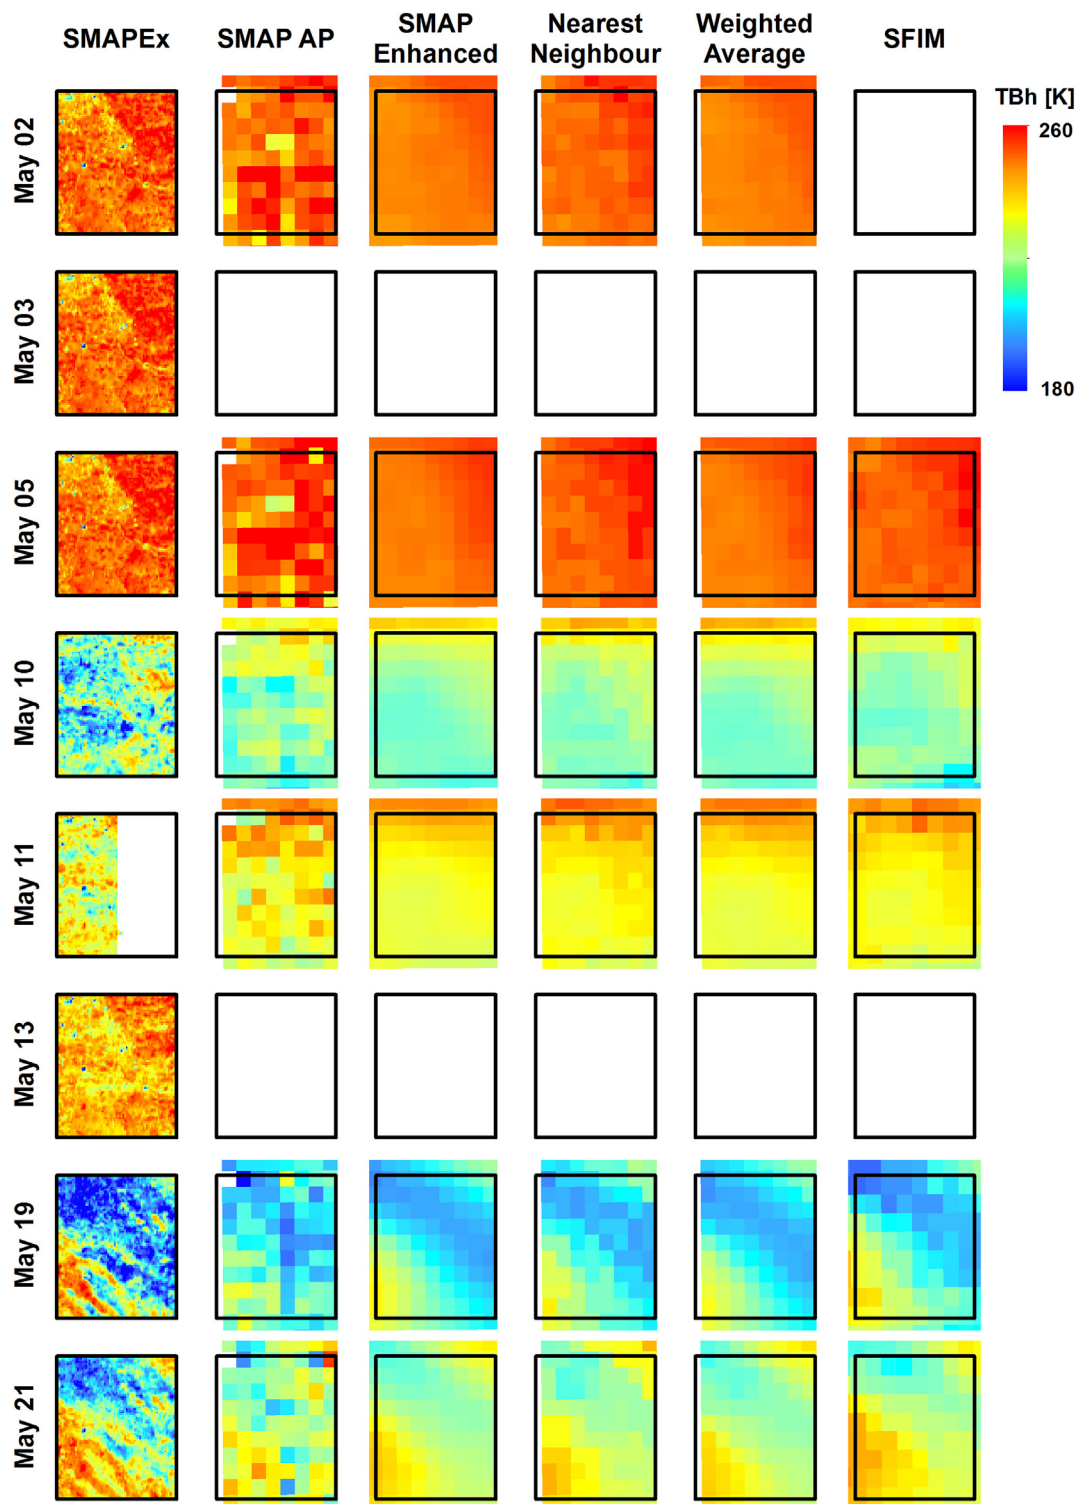 SMAPEx
SMAP AP
SMAP
Enhanced
Nearest
Neighbour
Weighted
Average
SFIM
TBh [K]
260
180
May 02
May 03
May 05
May 10
May 11
May 13
May 19
May 21